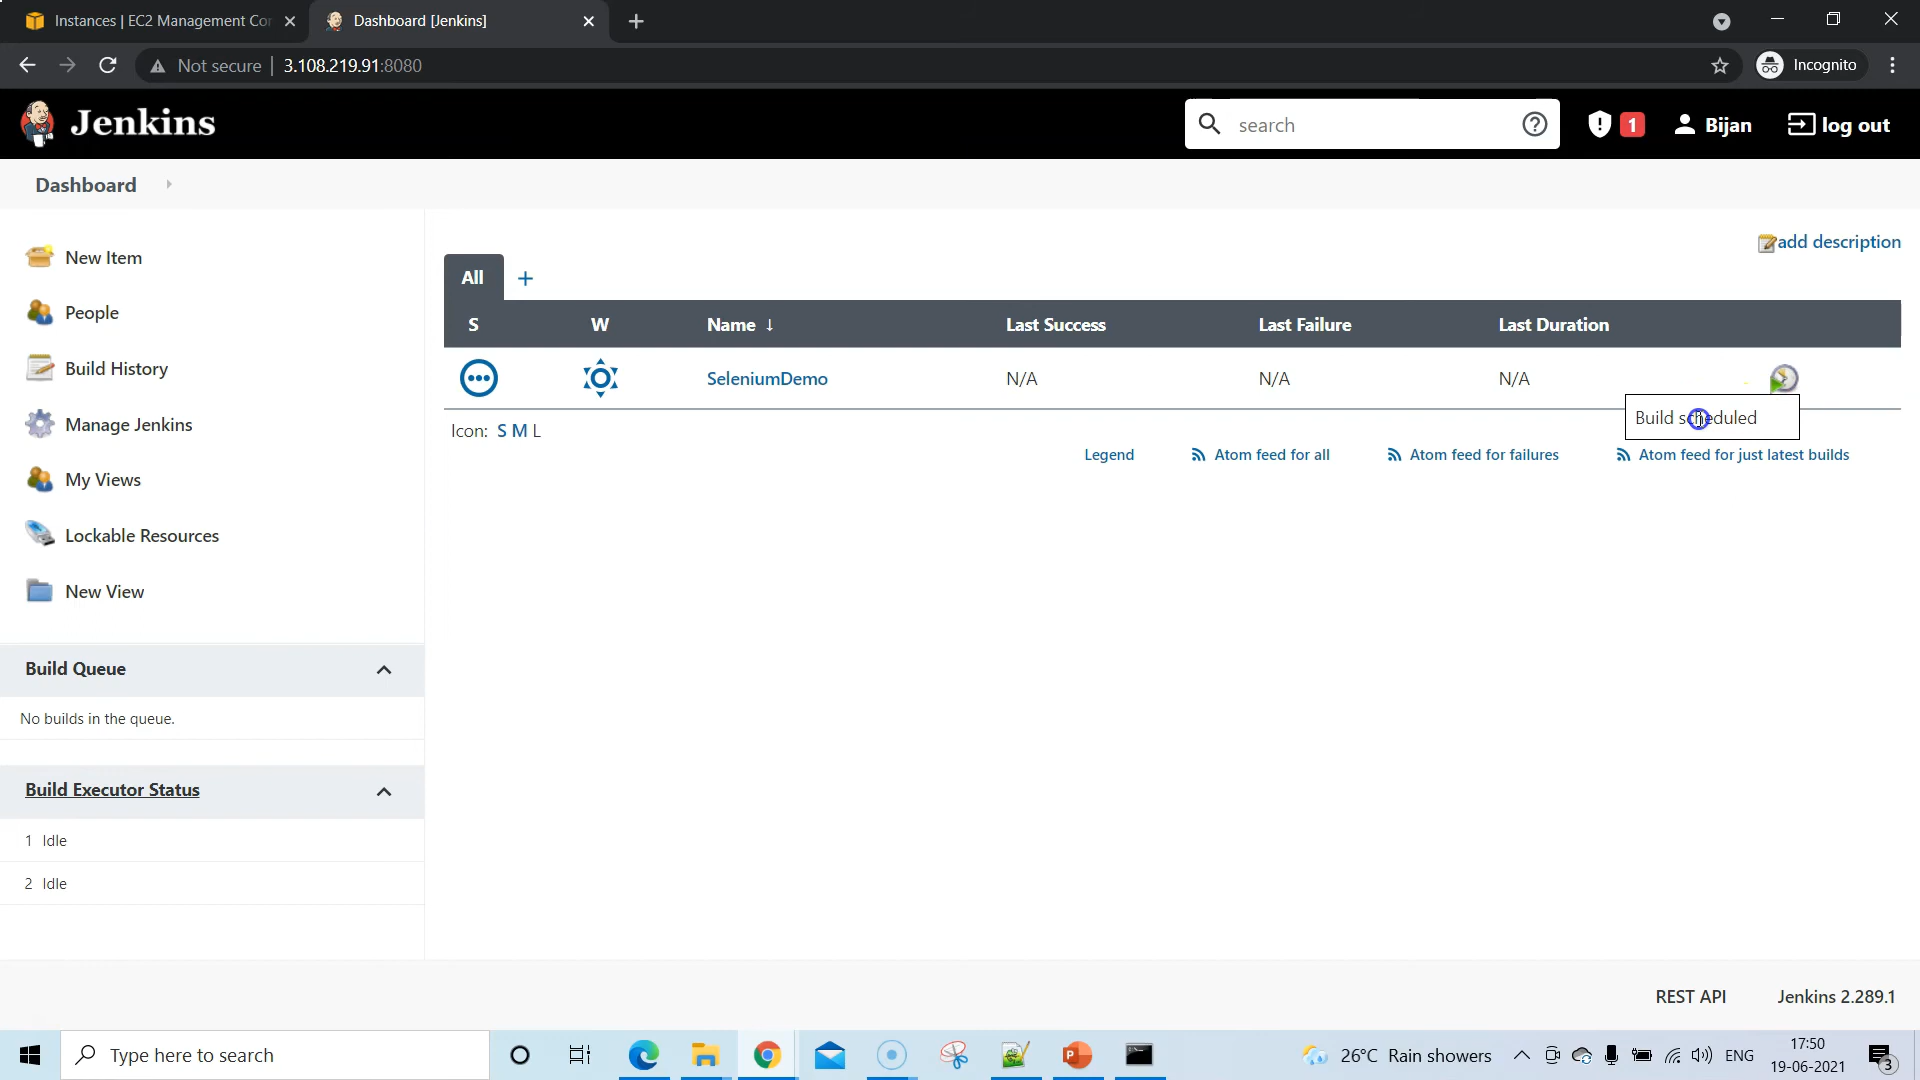 Instances | EC2 Management Co
Dashboard [Jenkins]
Not secure | 3.108.219.91:8080
Incognito
Jenkins
search
1
Bijan
log out
Dashboard
New Item
People
Build History
Manage Jenkins
My Views
Lockable Resources
New View
Build Queue
No builds in the queue.
Build Executor Status
1 Idle
2 Idle
add description
All +
S W Name ↓ Last Success Last Failure Last Duration
SeleniumDemo N/A N/A N/A
Build scheduled
Icon: S M L
Legend Atom feed for all Atom feed for failures Atom feed for just latest builds
REST API Jenkins 2.289.1
Type here to search
26°C Rain showers
ENG
17:50
19-06-2021
3